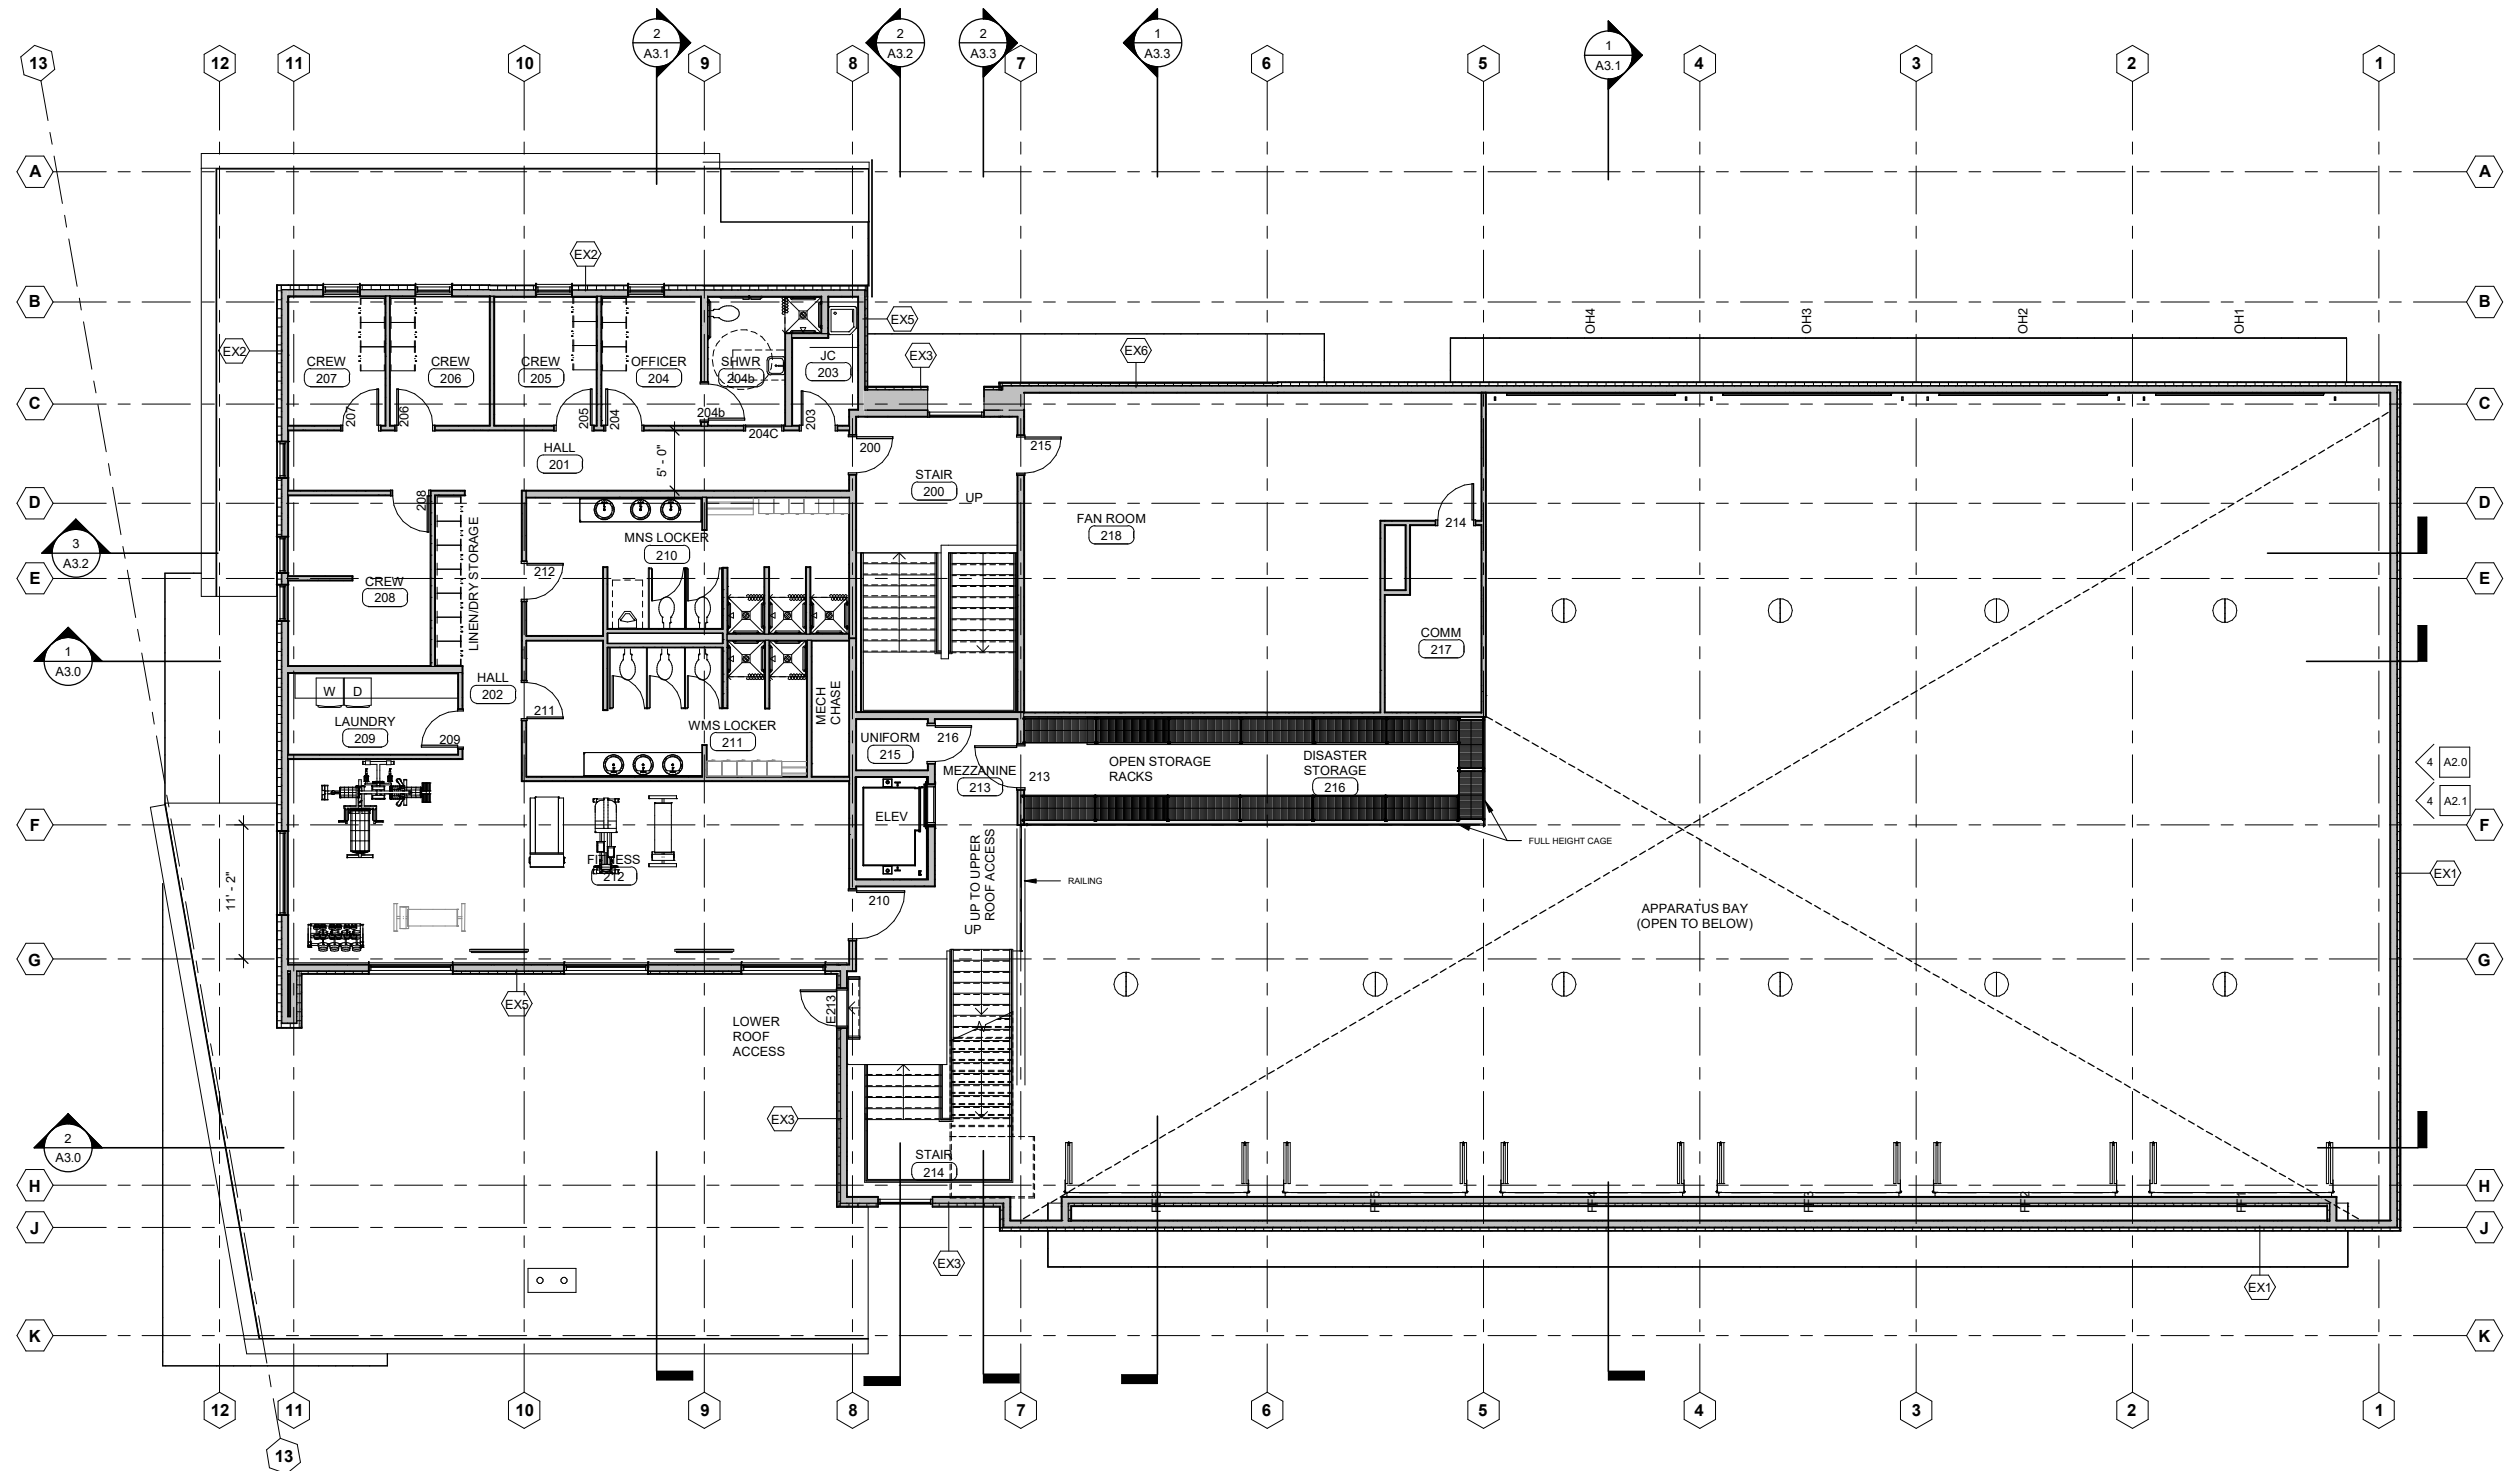 2
A3.1
2
A3.2
2
A3.3
1
A3.3
1
A3.1
13
12
11
10
9
8
7
6
5
4
3
2
1
A
A
EX2
B
B
EX5
OH4
OH3
OH2
OH1
EX2
EX3
EX6
CREW
207
CREW
206
CREW
205
OFFICER
204
SHWR
204b
JC
203
C
C
207
206
205
204
204b
204C
203
HALL
201
5' - 0"
200
215
STAIR
200
UP
D
D
208
FAN ROOM
218
214
3
A3.2
MNS LOCKER
210
LINEN/DRY STORAGE
212
E
E
CREW
208
COMM
217
1
A3.0
HALL
202
W
D
LAUNDRY
209
209
211
WMS LOCKER
211
MECH
CHASE
UNIFORM
215
216
MEZZANINE
213
213
OPEN STORAGE
RACKS
DISASTER
STORAGE
216
4
A2.0
4
A2.1
F
F
ELEV
FULL HEIGHT CAGE
FITNESS
212
11' - 2"
UP TO UPPER
ROOF ACCESS
UP
RAILING
210
EX1
APPARATUS BAY
(OPEN TO BELOW)
G
G
EX5
E213
LOWER
ROOF
ACCESS
EX3
2
A3.0
STAIR
214
H
H
FF4
J
J
EX3
EX1
K
K
12
11
10
9
8
7
6
5
4
3
2
1
13